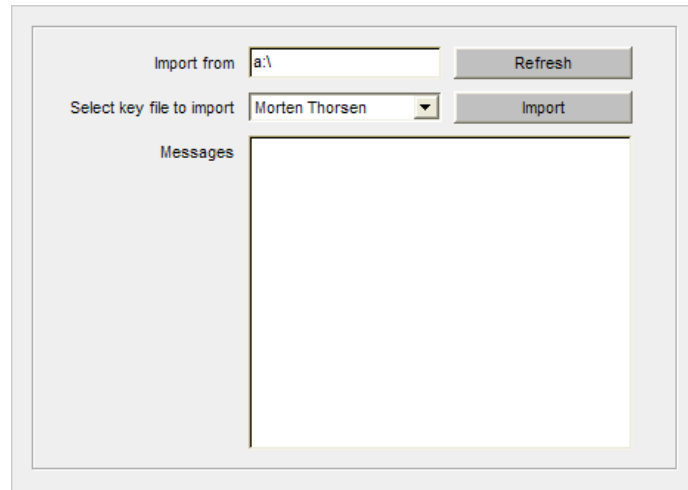 Import from a:\ Refresh
Select key file to import Morten Thorsen Import
Messages